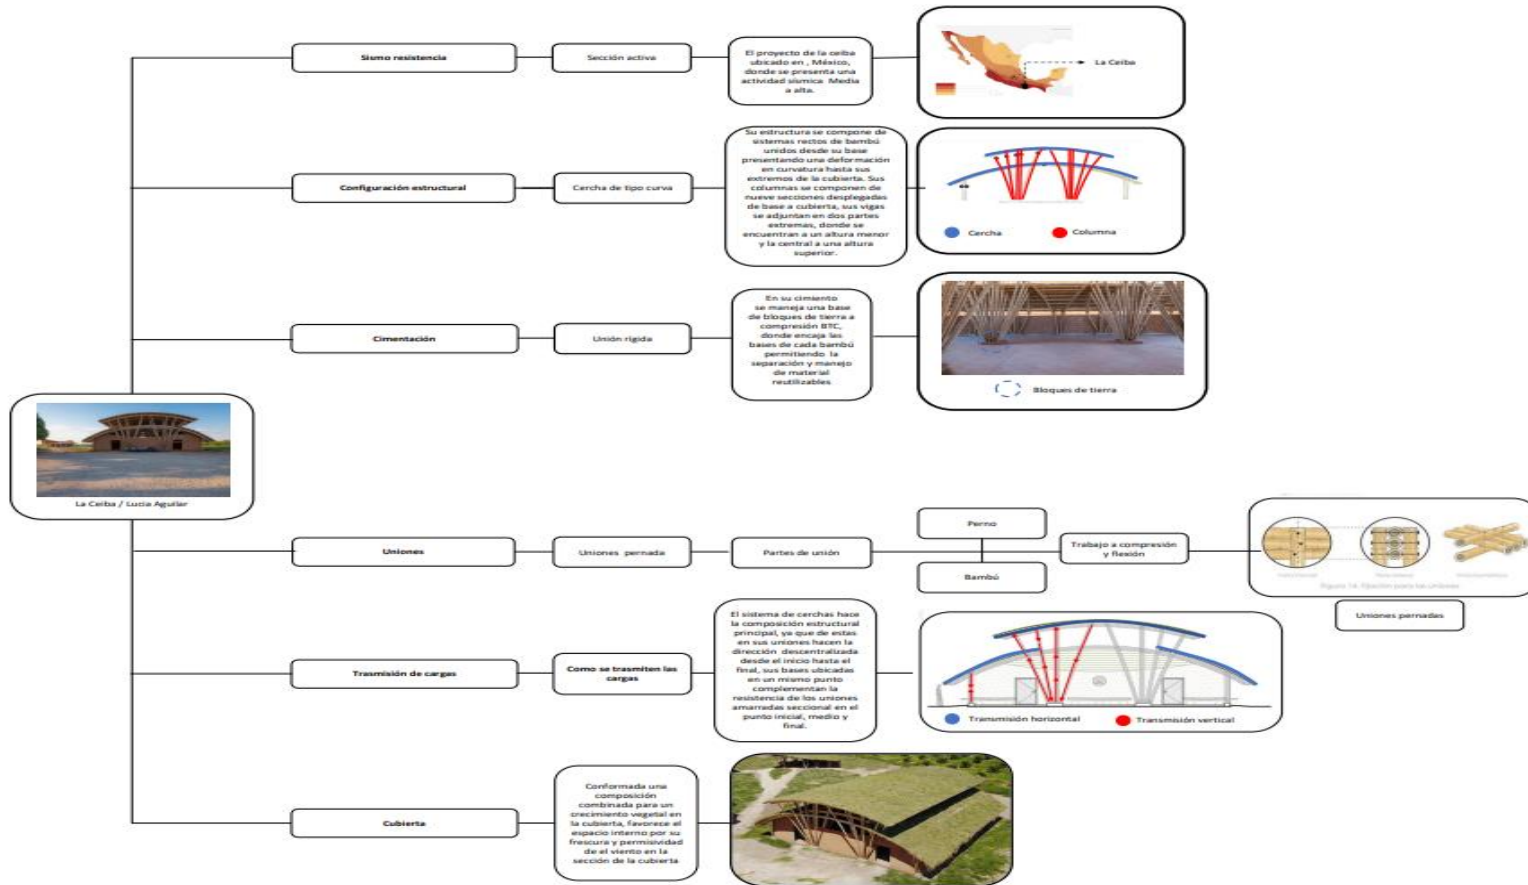 Sismo resistencia
Sección activa
El proyecto de la ceiba
ubicado en , México,
donde se presenta una
actividad sísmica Media
a alta.
La Ceiba
Configuración estructural
Cercha de tipo curva
Su estructura se compone de
sistemas rectos de bambú
unidos desde su base
presentando una deformación
en curvatura hasta sus
extremos de la cubierta. Sus
columnas se componen de
nueve secciones desplegadas
de base a cubierta, sus vigas
se adjuntan en dos partes
extremas, donde se
encuentran a un altura menor
y la central a una altura
superior.
Cercha
Columna
Cimentación
Unión rígida
En su cimiento
se maneja una base
de bloques de tierra a
compresión BTC,
donde encaja las
bases de cada bambú
permitiendo la
separación y manejo
de material
reutilizables
Bloques de tierra
La Ceiba / Lucia Aguilar
Uniones
Uniones pernada
Partes de unión
Perno
Bambú
Trabajo a compresión
y flexión
Figura 14. Fijación para las uniones
Uniones pernadas
Trasmisión de cargas
Como se trasmiten las
cargas
El sistema de cerchas hace
la composición estructural
principal, ya que de estas
en sus uniones hacen la
dirección descentralizada
desde el inicio hasta el
final, sus bases ubicadas
en un mismo punto
complementan la
resistencia de los uniones
amarradas seccional en el
punto inicial, medio y
final.
Transmisión horizontal
Transmisión vertical
Cubierta
Conformada una
composición
combinada para un
crecimiento vegetal en
la cubierta, favorece el
espacio interno por su
frescura y permisividad
de el viento en la
sección de la cubierta